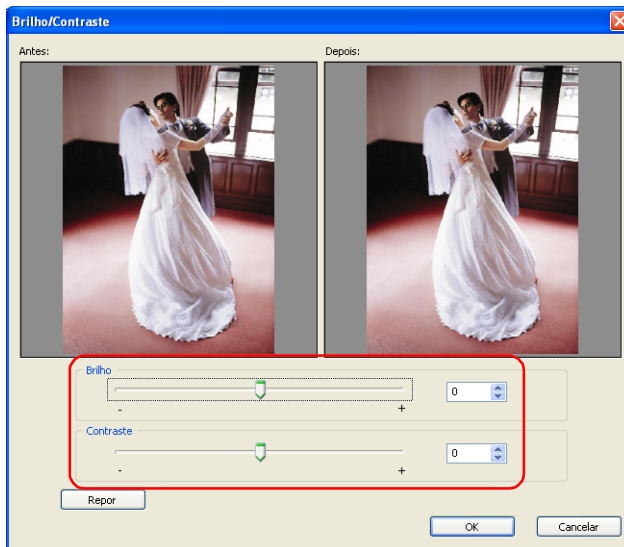 Brilho/Contraste
Antes:
Depois:
Brilho
0
- +
Contraste
0
- +
Repor
OK
Cancelar